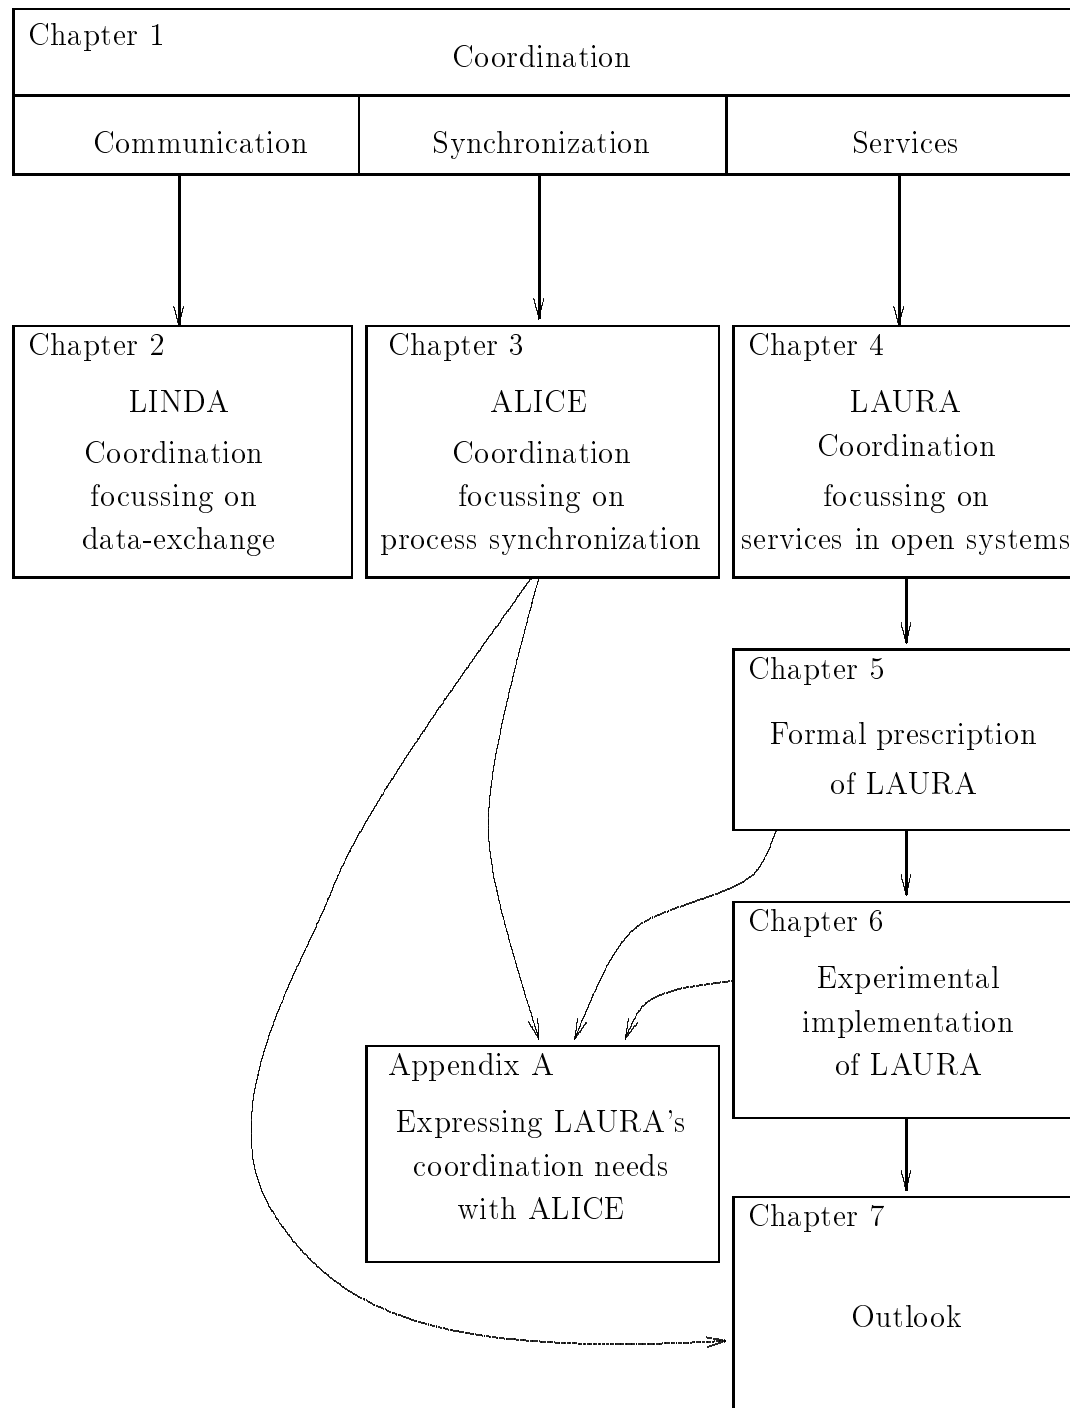 Chapter 1
Coordination
Communication
Synchronization
Services
Chapter 2
LINDA
Coordination
focussing on
data-exchange
Chapter 3
ALICE
Coordination
focussing on
process synchronization
Chapter 4
LAURA
Coordination
focussing on
services in open systems
Chapter 5
Formal prescription
of LAURA
Chapter 6
Experimental
implementation
of LAURA
Appendix A
Expressing LAURA's
coordination needs
with ALICE
Chapter 7
Outlook